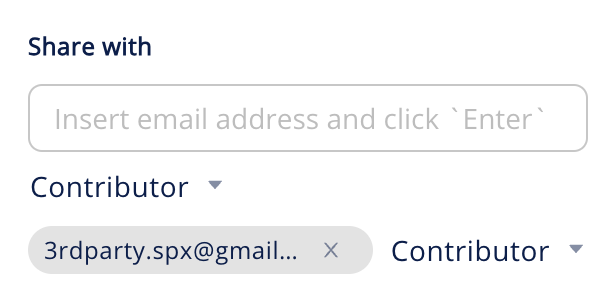 Share with
Insert email address and click `Enter`
Contributor
3rdparty.spx@gmail... Contributor